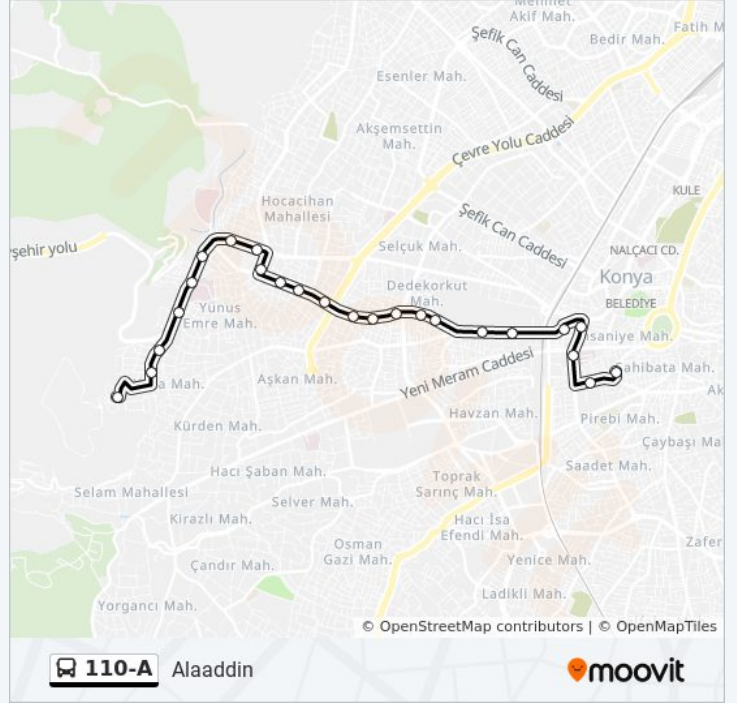 Mehmet
Akif Mah.
Fatih M
Şefik Can Caddesi
Bedir Mah.
Esenler Mah.
Akşemsettin
Mah.
Çevre Yolu Caddesi
KULE
Hocacihan
Mahallesi
Şefik Can Caddesi
rşehir yolu
Selçuk Mah.
NALÇACI CD.
Konya
Dedekorkut
Mah.
BELEDİYE
Yunus
Emre Mah.
hsaniye Mah.
a Mah.
Aşkan Mah.
Yeni Meram Caddesi
Sahibata Mah.
Ak
Havzan Mah.
Pirebi Mah.
Kürden Mah.
Çaybaşı Ma
Hacı Şaban Mah.
Saadet Mah.
Toprak
Sarınç Mah.
Selam Mahallesi
Selver Mah.
Kirazlı Mah.
Hacı İsa
Efendi Mah.
Osman
Gazi Mah.
Zafer
Yenice Mah.
Çandır Mah.
Ladikli Mah.
Yorgancı Mah.
© OpenStreetMap contributors | © OpenMapTiles
110-A Alaaddin
moovit